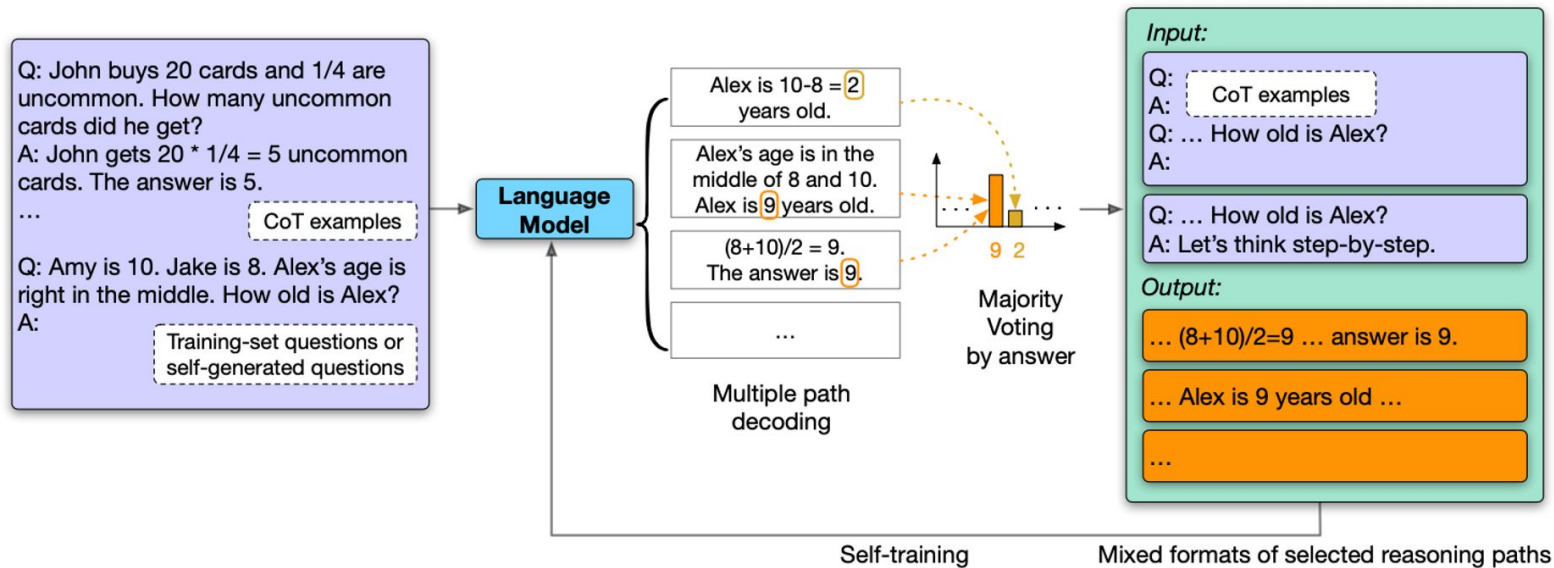 Q: John buys 20 cards and 1/4 are
uncommon. How many uncommon
cards did he get?
A: John gets 20 * 1/4 = 5 uncommon
cards. The answer is 5.
...
CoT examples
Q: Amy is 10. Jake is 8. Alex’s age is
right in the middle. How old is Alex?
A:
Training-set questions or
self-generated questions
Language
Model
Alex is 10-8 = 2
years old.
Alex’s age is in the
middle of 8 and 10.
Alex is 9 years old.
(8+10)/2 = 9.
The answer is 9.
...
Multiple path
decoding
... ...
9 2
Majority
Voting
by answer
Input:
Q:
A:
CoT examples
Q: ... How old is Alex?
A:
Q: ... How old is Alex?
A: Let’s think step-by-step.
Output:
... (8+10)/2=9 ... answer is 9.
... Alex is 9 years old ...
...
Self-training
Mixed formats of selected reasoning paths